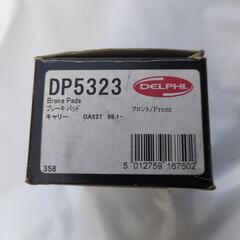 DP5323
DELPHI
Brake Pads
ブレーキ パッド
フロント/Front
キャリー DA52T 99.1-
358
5 012759 167602